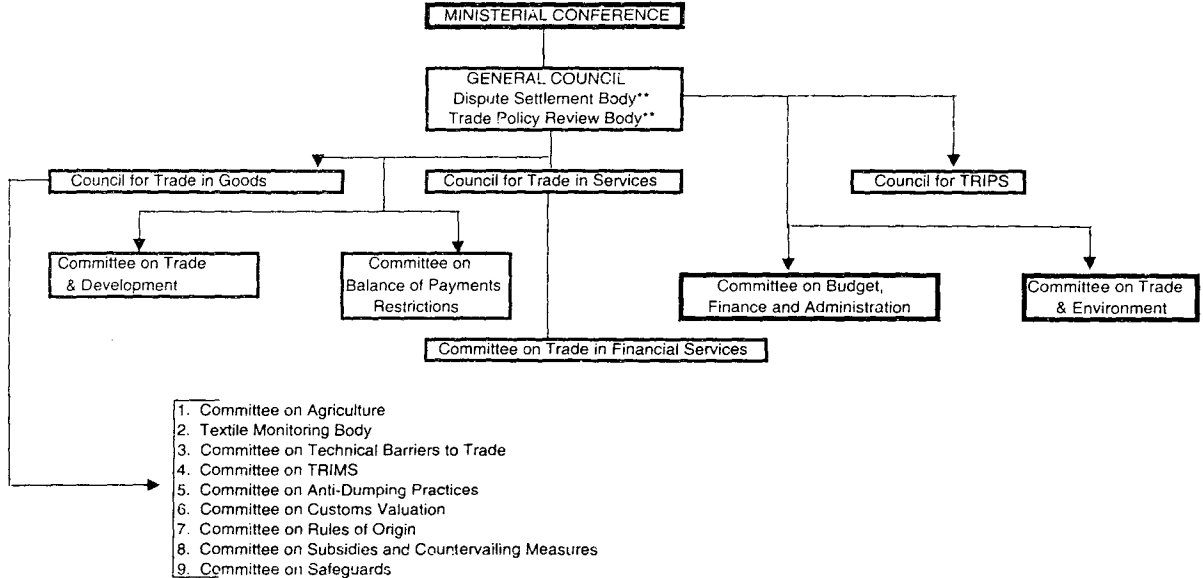 MINISTERIAL CONFERENCE
GENERAL COUNCIL
Dispute Settlement Body**
Trade Policy Review Body**
Council for Trade in Goods
Council for Trade in Services
Council for TRIPS
Committee on Trade
& Development
Committee on
Balance of Payments
Restrictions
Committee on Budget,
Finance and Administration
Committee on Trade
& Environment
Committee on Trade in Financial Services
1. Committee on Agriculture
2. Textile Monitoring Body
3. Committee on Technical Barriers to Trade
4. Committee on TRIMS
5. Committee on Anti-Dumping Practices
6. Committee on Customs Valuation
7. Committee on Rules of Origin
8. Committee on Subsidies and Countervailing Measures
9. Committee on Safeguards